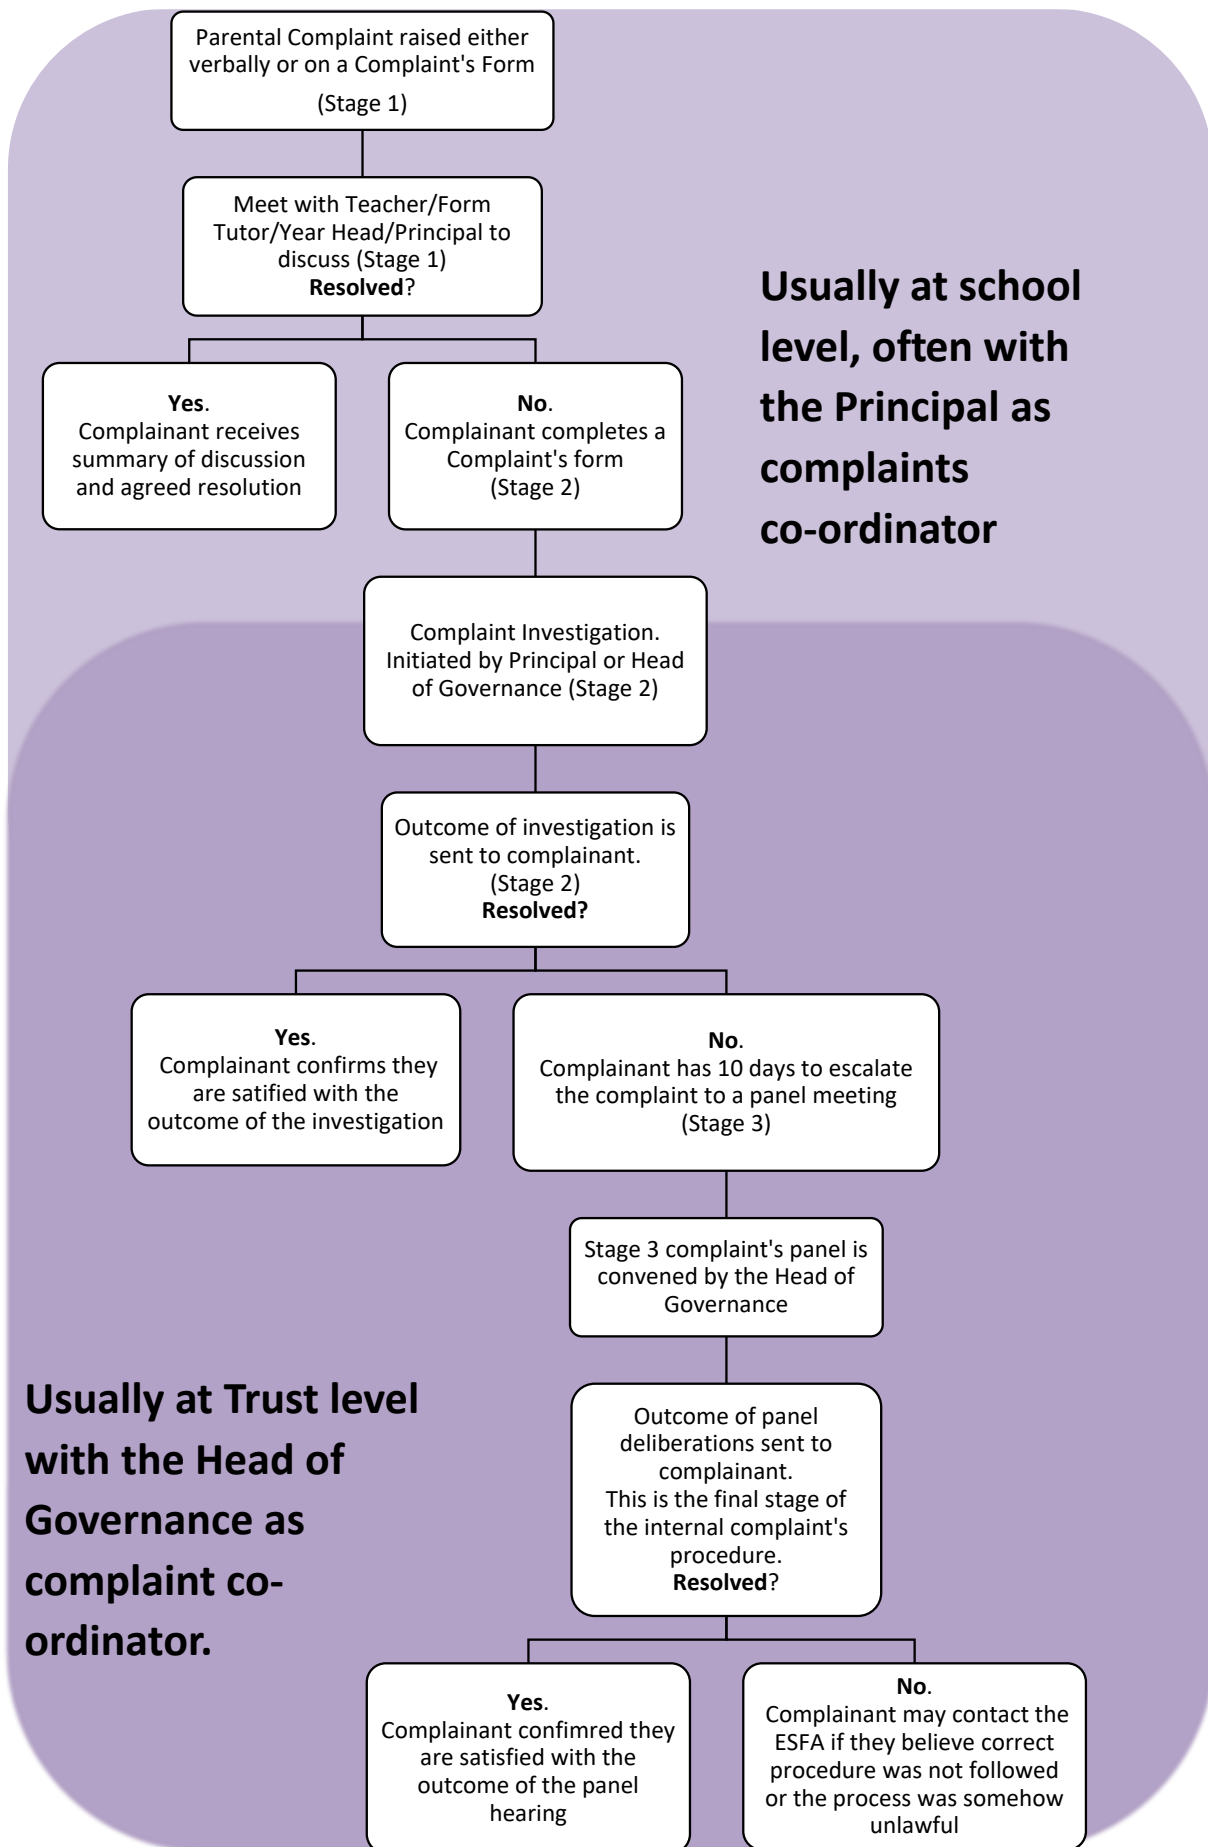 Parental Complaint raised either
verbally or on a Complaint's Form
(Stage 1)
Meet with Teacher/Form
Tutor/Year Head/Principal to
discuss (Stage 1)
Resolved?
Usually at school
level, often with
the Principal as
complaints
co-ordinator
Yes.
Complainant receives
summary of discussion
and agreed resolution
No.
Complainant completes a
Complaint's form
(Stage 2)
Complaint Investigation.
Initiated by Principal or Head
of Governance (Stage 2)
Outcome of investigation is
sent to complainant.
(Stage 2)
Resolved?
Yes.
Complainant confirms they
are satified with the
outcome of the investigation
No.
Complainant has 10 days to escalate
the complaint to a panel meeting
(Stage 3)
Stage 3 complaint's panel is
convened by the Head of
Governance
Usually at Trust level
with the Head of
Governance as
complaint co-
ordinator.
Outcome of panel
deliberations sent to
complainant.
This is the final stage of
the internal complaint's
procedure.
Resolved?
Yes.
Complainant confimred they
are satisfied with the
outcome of the panel
hearing
No.
Complainant may contact the
ESFA if they believe correct
procedure was not followed
or the process was somehow
unlawful